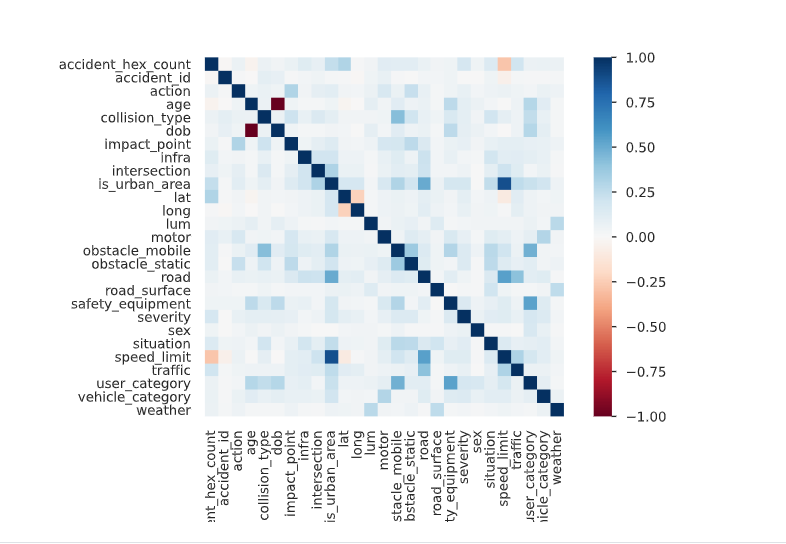 accident_hex_count
accident_id
action
age
collision_type
dob
impact_point
infra
intersection
is_urban_area
lat
long
lum
motor
obstacle_mobile
obstacle_static
road
road_surface
safety_equipment
severity
sex
situation
speed_limit
traffic
user_category
vehicle_category
weather
1.00
0.75
0.50
0.25
0.00
−0.25
−0.50
−0.75
−1.00
nt_hex_count
accident_id
action
age
collision_type
dob
impact_point
infra
intersection
is_urban_area
lat
long
lum
motor
stacle_mobile
bstacle_static
road
road_surface
ty_equipment
severity
sex
situation
speed_limit
traffic
user_category
hicle_category
weather